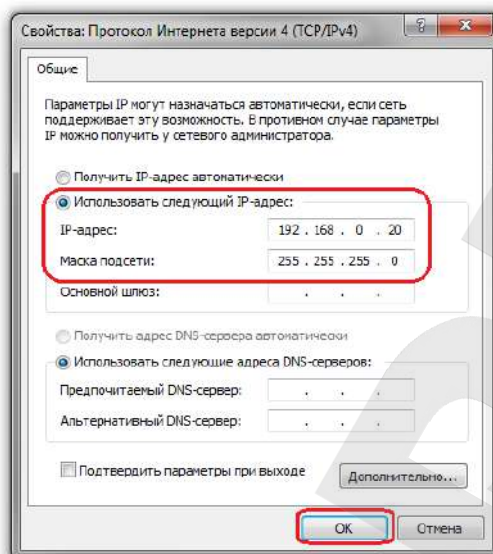 Свойства: Протокол Интернета версии 4 (TCP/IPv4)
Общие
Параметры IP могут назначаться автоматически, если сеть
поддерживает эту возможность. В противном случае параметры
IP можно получить у сетевого администратора.
Получить IP-адрес автоматически
Использовать следующий IP-адрес:
IP-адрес: 192 . 168 . 0 . 20
Маска подсети: 255 . 255 . 255 . 0
Основной шлюз: . . .
Получить адрес DNS-сервера автоматически
Использовать следующие адреса DNS-серверов:
Предпочитаемый DNS-сервер: . . .
Альтернативный DNS-сервер: . . .
Подтвердить параметры при выходе
Дополнительно...
ОК Отмена